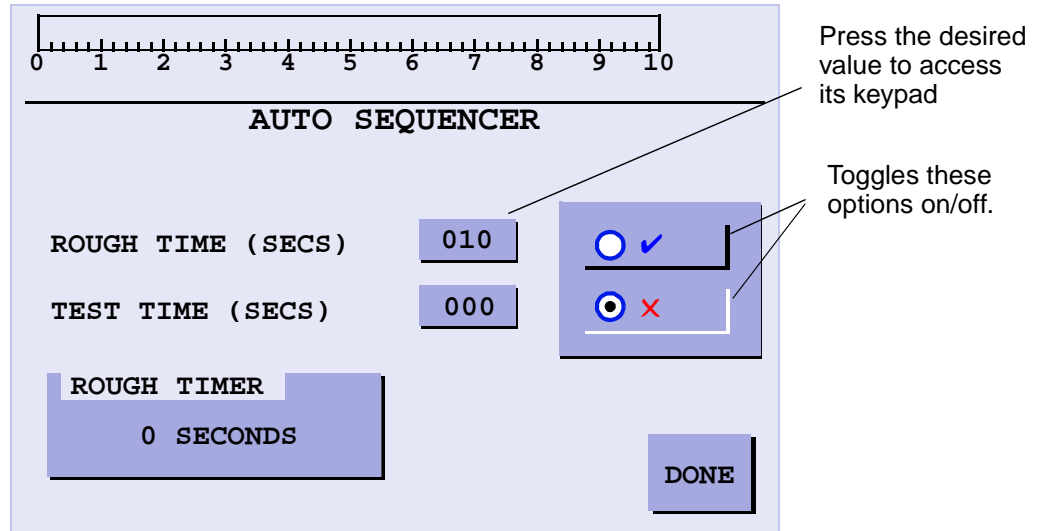 0 1 2 3 4 5 6 7 8 9 10
AUTO SEQUENCER
ROUGH TIME (SECS) 010
TEST TIME (SECS) 000
ROUGH TIMER
0 SECONDS
DONE
Press the desired
value to access
its keypad
Toggles these
options on/off.